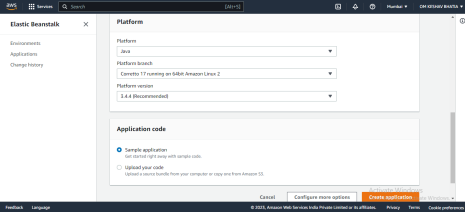 aws
Services
Search
[Alt+S]
Mumbai
OM KESHAV BHATIA
Elastic Beanstalk
Environments
Applications
Change history
Platform
Platform
Java
Platform branch
Corretto 17 running on 64bit Amazon Linux 2
Platform version
3.4.4 (Recommended)
Application code
Sample application
Get started right away with sample code.
Upload your code
Upload a source bundle from your computer or copy one from Amazon S3.
Activate Windows
Cancel
Configure more options
Create application
Feedback
Language
© 2023, Amazon Web Services India Private Limited or its affiliates.
Privacy
Terms
Cookie preferences